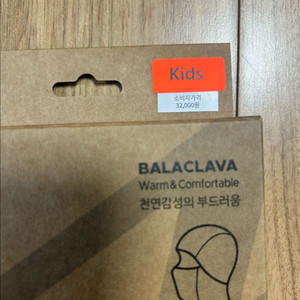 Kids
소비자가격
32,000원
BALACLAVA
Warm & Comfortable
천연감성의 부드러움